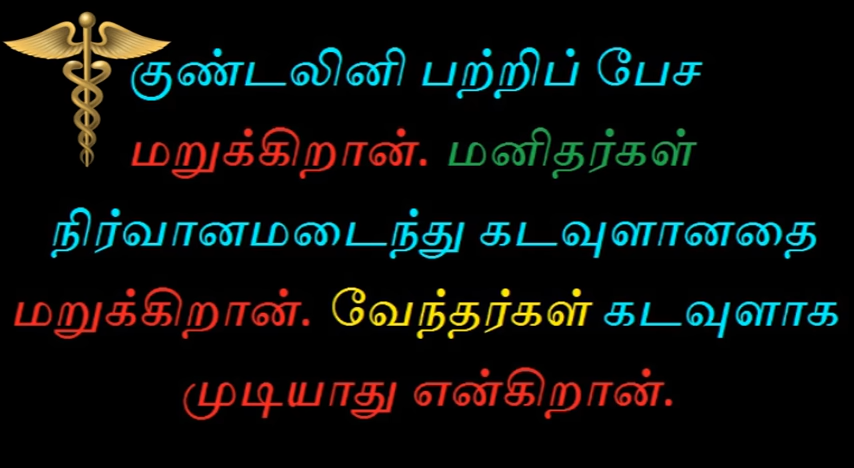 குண்டலினி பற்றிப் பேச
மறுக்கிறான். மனிதர்கள்
நிர்வானமடைந்து கடவுளானதை
மறுக்கிறான். வேந்தர்கள் கடவுளாக
முடியாது என்கிறான்.